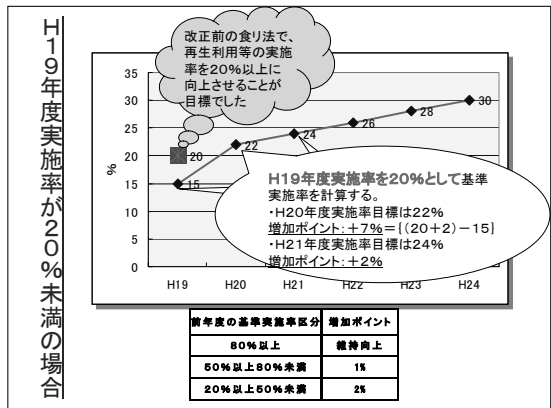 H19年度実施率が20%未満の場合
改正前の食リ法で、
再生利用等の実施
率を20%以上に
向上させることが
目標でした
%
35
30
25
20
15
10
5
0
20
15
22
24
26
28
30
H19年度実施率を20%として基準
実施率を計算する。
・H20年度実施率目標は22%
増加ポイント:+7%={(20+2)-15}
・H21年度実施率目標は24%
増加ポイント:+2%
H19 H20 H21 H22 H23 H24
前年度の基準実施率区分 増加ポイント
80%以上 維持向上
50%以上80%未満 1%
20%以上50%未満 2%